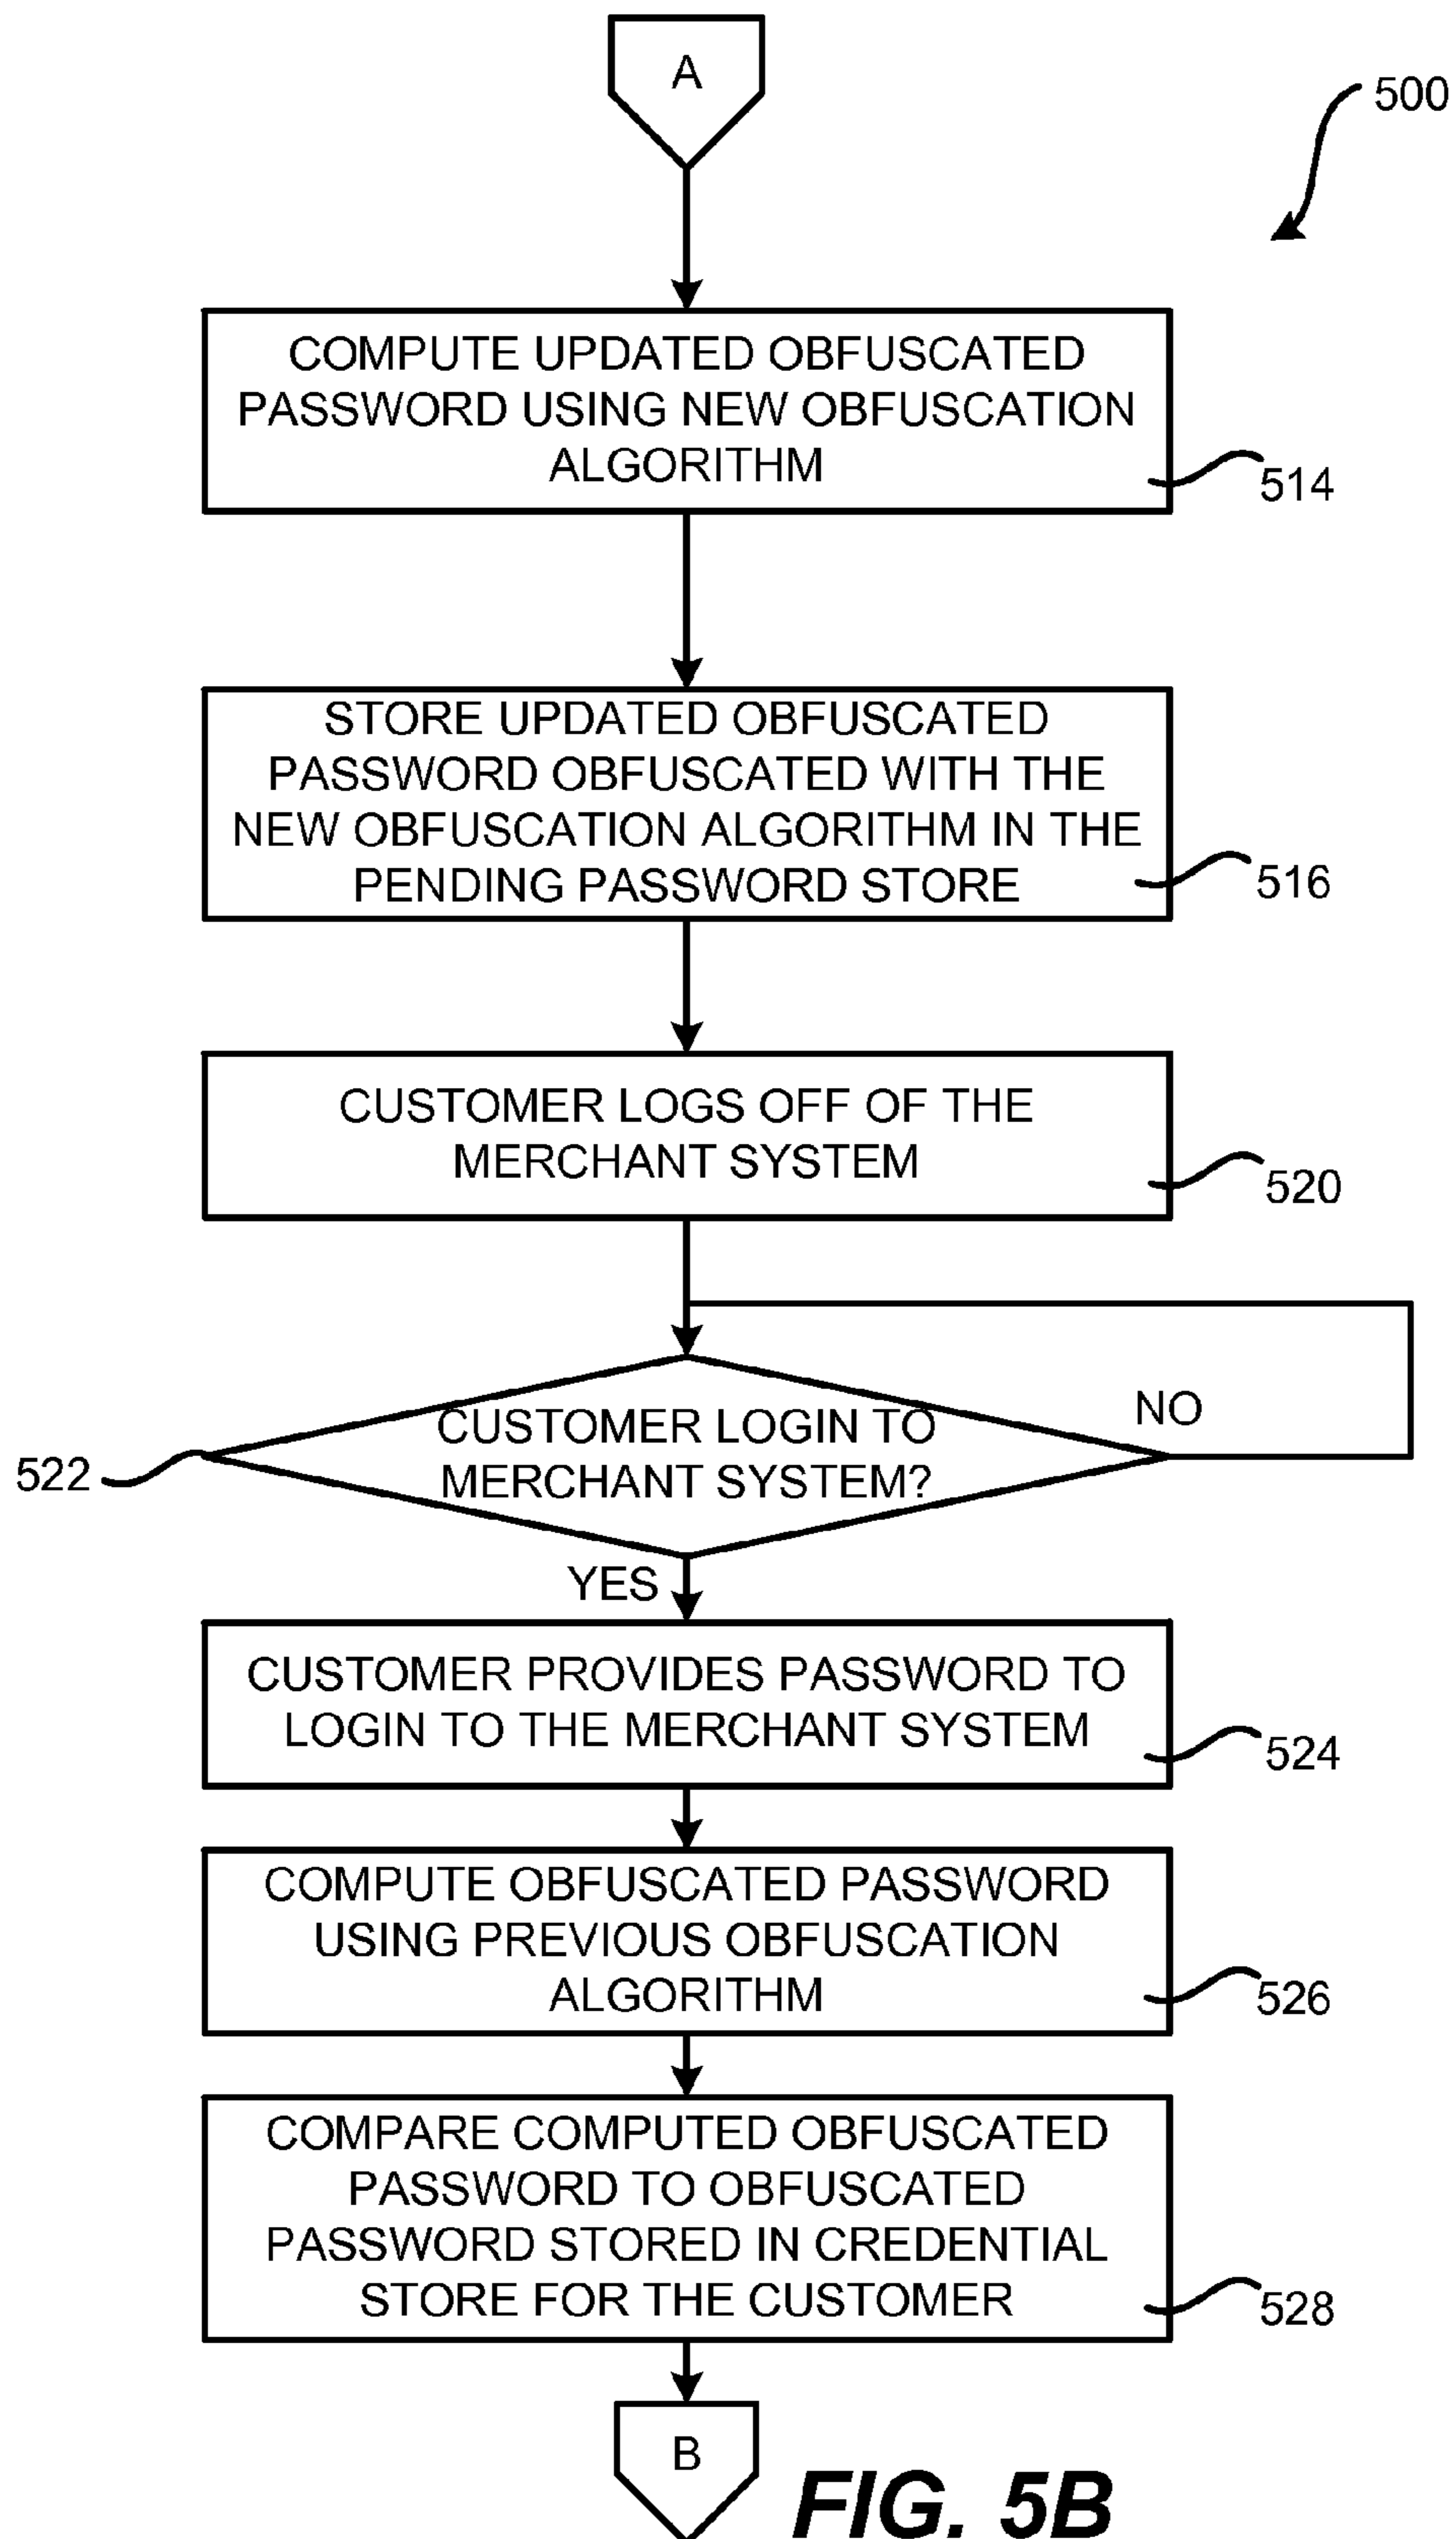 A
500
COMPUTE UPDATED OBFUSCATED
PASSWORD USING NEW OBFUSCATION
ALGORITHM
514
STORE UPDATED OBFUSCATED
PASSWORD OBFUSCATED WITH THE
NEW OBFUSCATION ALGORITHM IN THE
PENDING PASSWORD STORE
516
CUSTOMER LOGS OFF OF THE
MERCHANT SYSTEM
520
CUSTOMER LOGIN TO
MERCHANT SYSTEM?
NO
522
YES
CUSTOMER PROVIDES PASSWORD TO
LOGIN TO THE MERCHANT SYSTEM
524
COMPUTE OBFUSCATED PASSWORD
USING PREVIOUS OBFUSCATION
ALGORITHM
526
COMPARE COMPUTED OBFUSCATED
PASSWORD TO OBFUSCATED
PASSWORD STORED IN CREDENTIAL
STORE FOR THE CUSTOMER
528
B
FIG. 5B